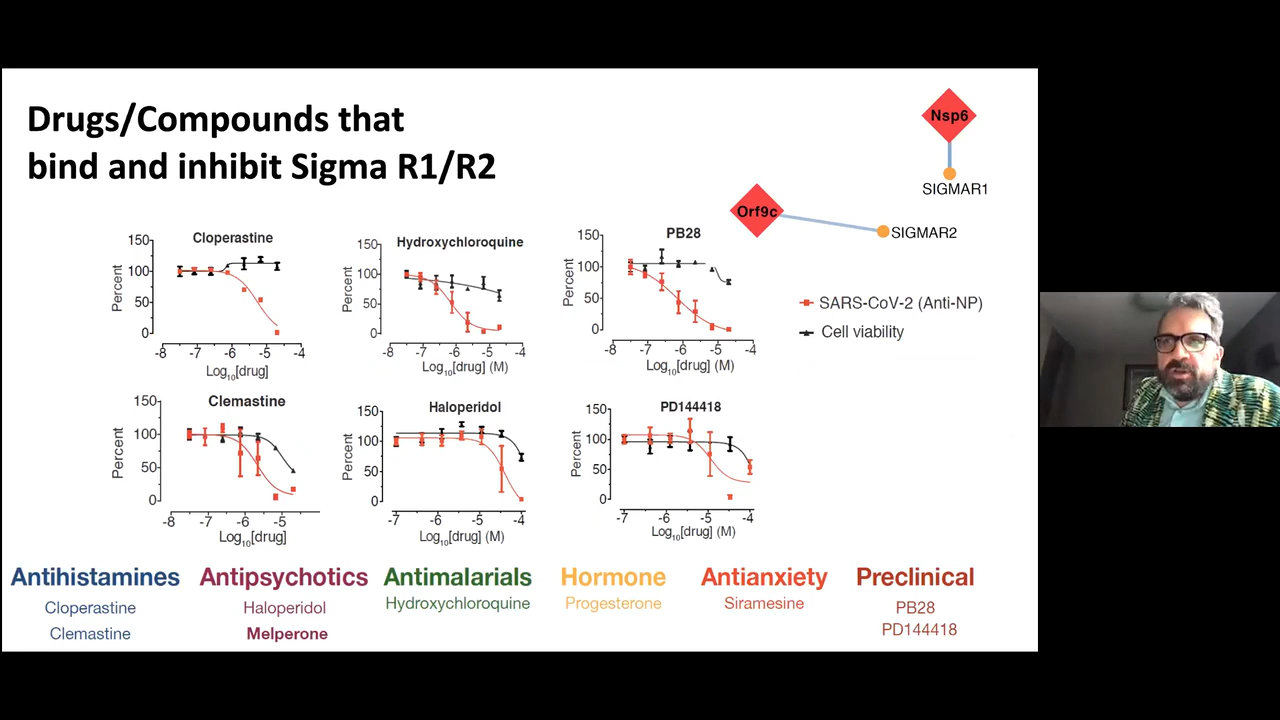 Drugs/Compounds that
bind and inhibit Sigma R1/R2
Nsp6
SIGMAR1
Orf9c
SIGMAR2
SARS-CoV-2 (Anti-NP)
Cell viability
Cloperastine
Percent
150
100
50
0
-8 -7 -6 -5 -4
Log10[drug]
Hydroxychloroquine
Percent
150
100
50
0
-8 -7 -6 -5 -4
Log10[drug] (M)
PB28
Percent
150
100
50
0
-8 -7 -6 -5 -4
Log10[drug] (M)
Clemastine
Percent
150
100
50
0
-8 -7 -6 -5
Log10[drug]
Haloperidol
Percent
150
100
50
0
-7 -6 -5 -4
Log10[drug] (M)
PD144418
Percent
150
100
50
0
-7 -6 -5 -4
Log10[drug] (M)
Antihistamines
Cloperastine
Clemastine
Antipsychotics
Haloperidol
Melperone
Antimalarials
Hydroxychloroquine
Hormone
Progesterone
Antianxiety
Siramesine
Preclinical
PB28
PD144418